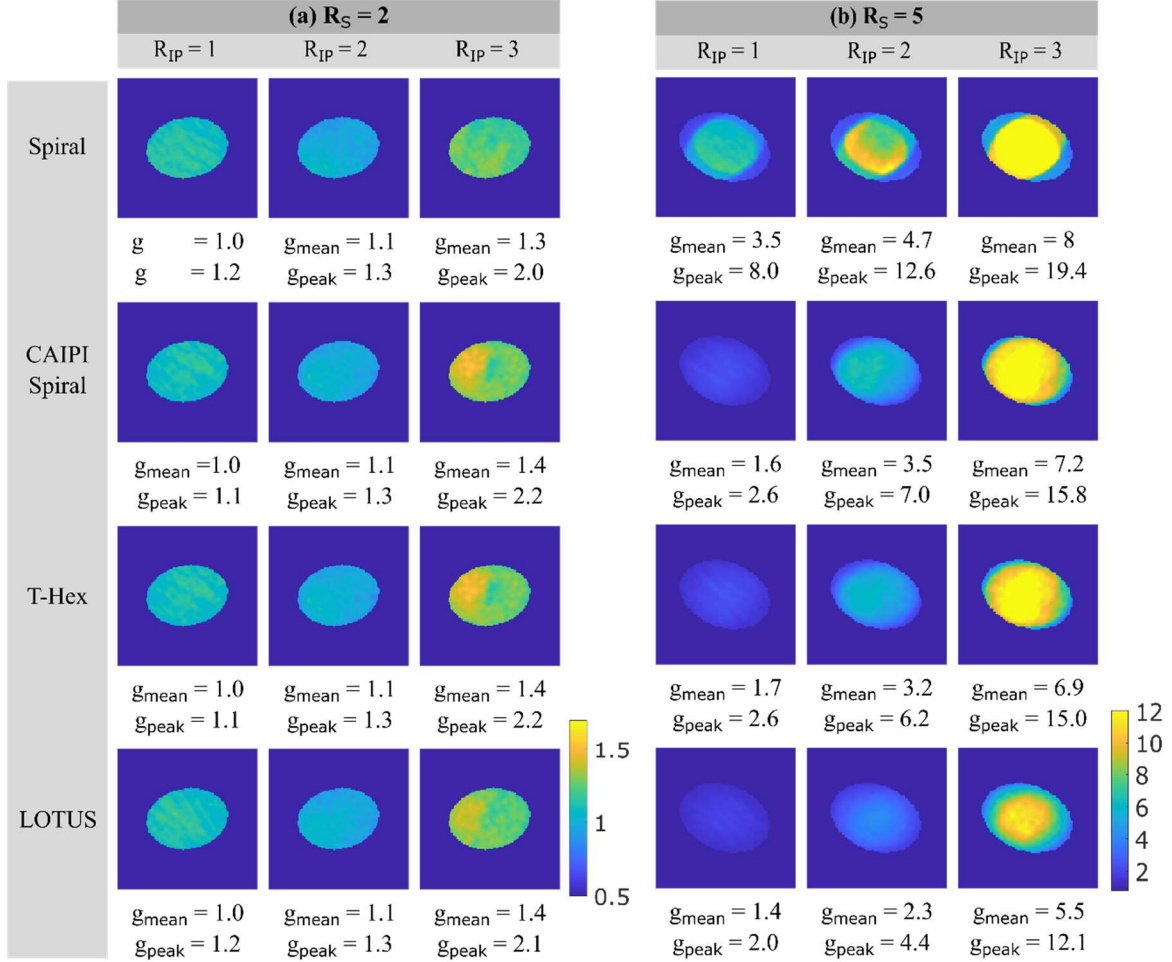 (a) R_S = 2
(b) R_S = 5
R_IP = 1 R_IP = 2 R_IP = 3
R_IP = 1 R_IP = 2 R_IP = 3
Spiral
g = 1.0 g_mean = 1.1 g_mean = 1.3
g = 1.2 g_peak = 1.3 g_peak = 2.0
g_mean = 3.5 g_mean = 4.7 g_mean = 8
g_peak = 8.0 g_peak = 12.6 g_peak = 19.4
CAIPI
Spiral
g_mean =1.0 g_mean = 1.1 g_mean = 1.4
g_peak = 1.1 g_peak = 1.3 g_peak = 2.2
g_mean = 1.6 g_mean = 3.5 g_mean = 7.2
g_peak = 2.6 g_peak = 7.0 g_peak = 15.8
T-Hex
g_mean = 1.0 g_mean = 1.1 g_mean = 1.4
g_peak = 1.1 g_peak = 1.3 g_peak = 2.2
g_mean = 1.7 g_mean = 3.2 g_mean = 6.9
g_peak = 2.6 g_peak = 6.2 g_peak = 15.0
LOTUS
g_mean = 1.0 g_mean = 1.1 g_mean = 1.4
g_peak = 1.2 g_peak = 1.3 g_peak = 2.1
1.5
1
0.5
g_mean = 1.4 g_mean = 2.3 g_mean = 5.5
g_peak = 2.0 g_peak = 4.4 g_peak = 12.1
12
10
8
6
4
2